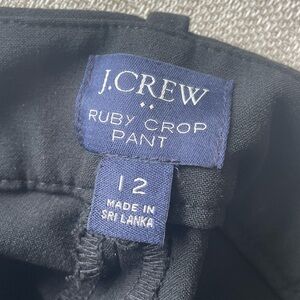 J.CREW
RUBY CROP
PANT
12
MADE IN
SRI LANKA